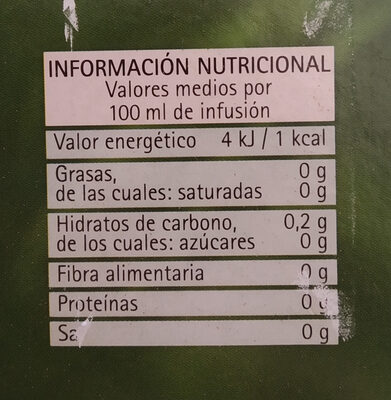 INFORMACIÓN NUTRICIONAL
Valores medios por
100 ml de infusión
Valor energético 4 kJ / 1 kcal
Grasas, 0 g
de las cuales: saturadas 0 g
Hidratos de carbono, 0,2 g
de los cuales: azúcares 0 g
Fibra alimentaria 0 g
Proteínas 0 g
0 g